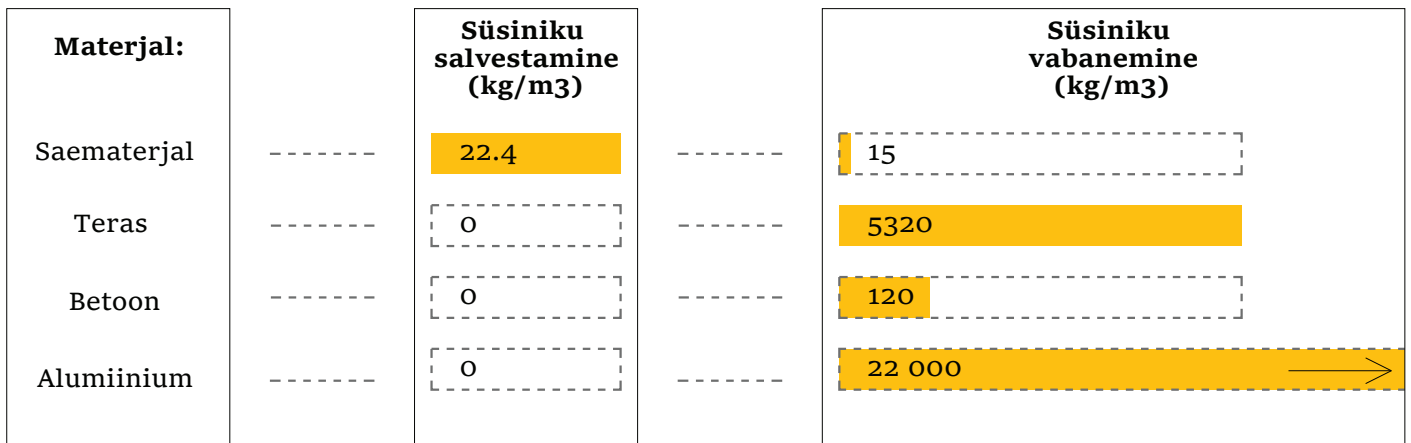 Materjal:
Süsiniku
salvestamine
(kg/m3)
Süsiniku
vabanemine
(kg/m3)
Saematerjal
22.4
15
Teras
0
5320
Betoon
0
120
Alumiinium
0
22 000